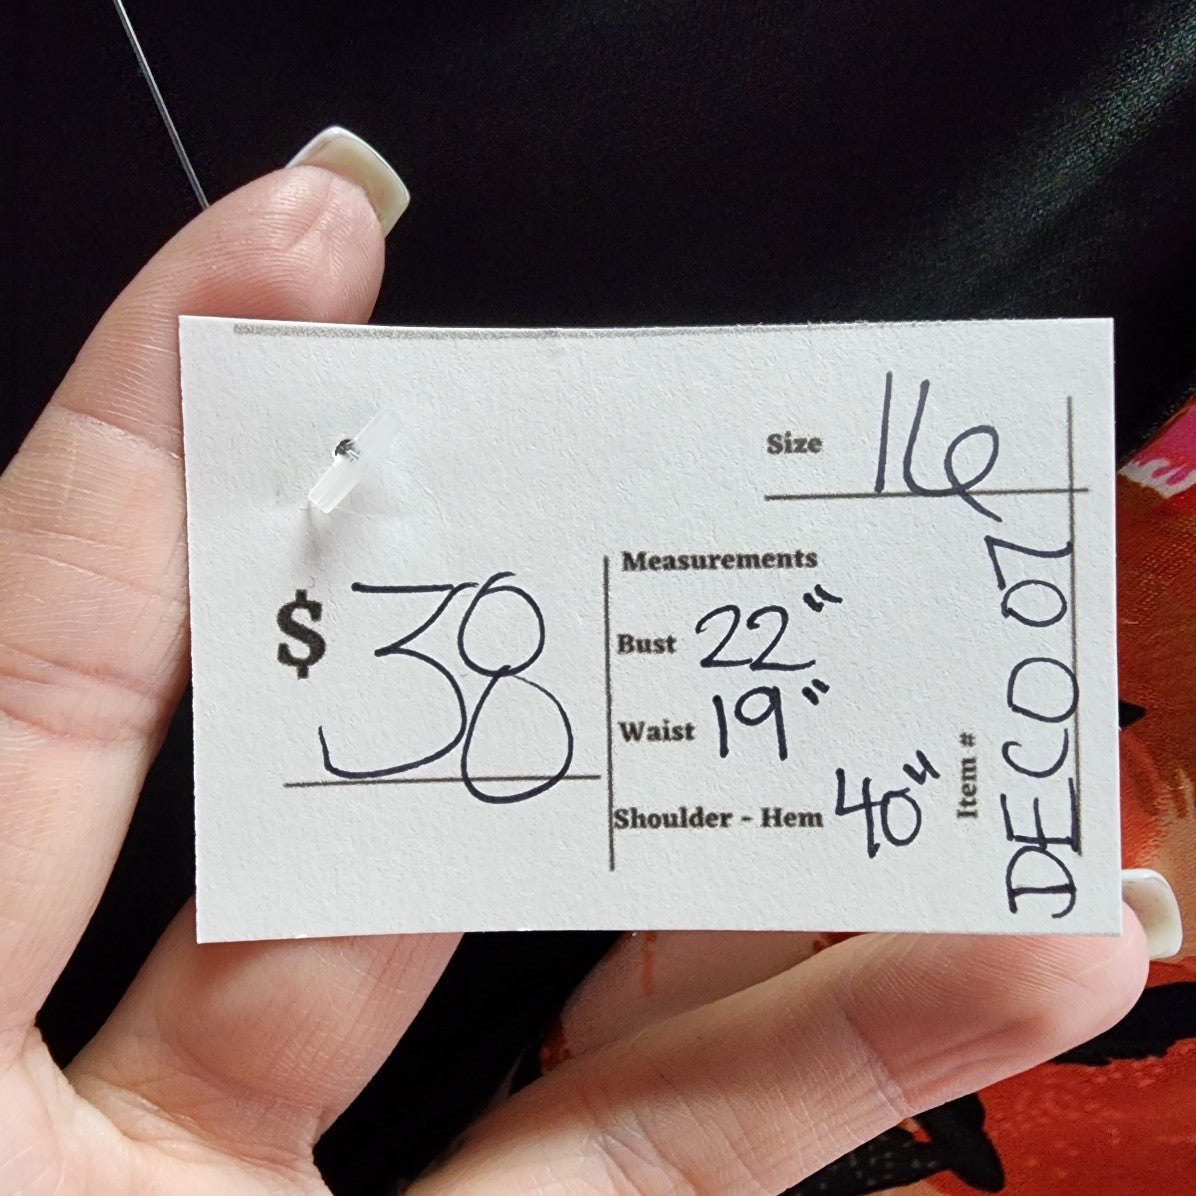 Size 16
$38
Measurements
Bust 22"
Waist 19"
Shoulder - Hem 40"
Item # DEC007